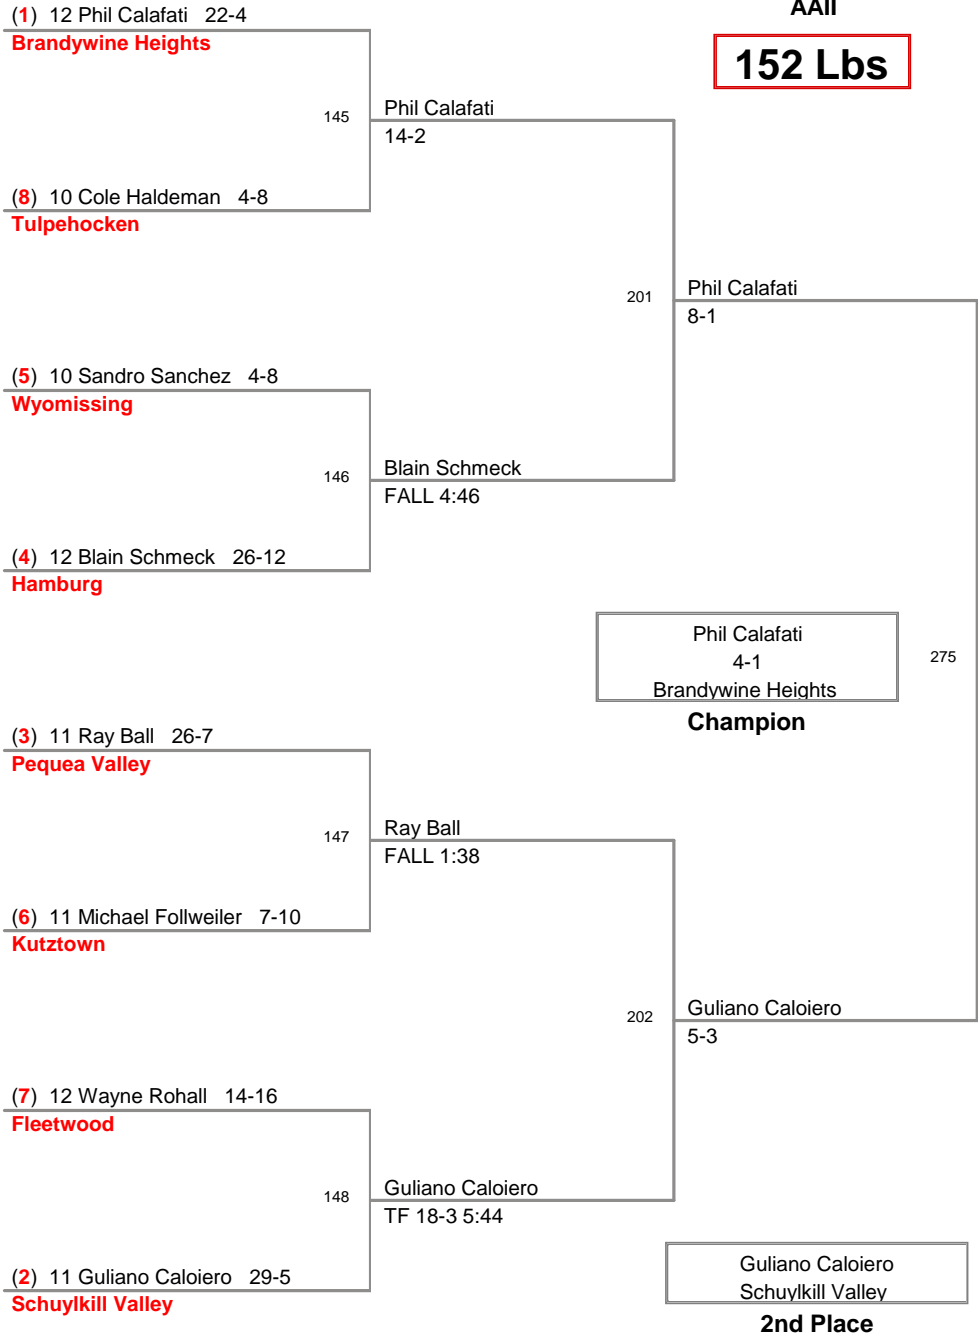 AAII
152 Lbs
(1) 12 Phil Calafati 22-4
Brandywine Heights
145
Phil Calafati
14-2
(8) 10 Cole Haldeman 4-8
Tulpehocken
201
Phil Calafati
8-1
(5) 10 Sandro Sanchez 4-8
Wyomissing
146
Blain Schmeck
FALL 4:46
(4) 12 Blain Schmeck 26-12
Hamburg
Phil Calafati
4-1
Brandywine Heights
Champion
275
(3) 11 Ray Ball 26-7
Pequea Valley
147
Ray Ball
FALL 1:38
(6) 11 Michael Follweiler 7-10
Kutztown
202
Guliano Caloiero
5-3
(7) 12 Wayne Rohall 14-16
Fleetwood
148
Guliano Caloiero
TF 18-3 5:44
(2) 11 Guliano Caloiero 29-5
Schuylkill Valley
Guliano Caloiero
Schuylkill Valley
2nd Place